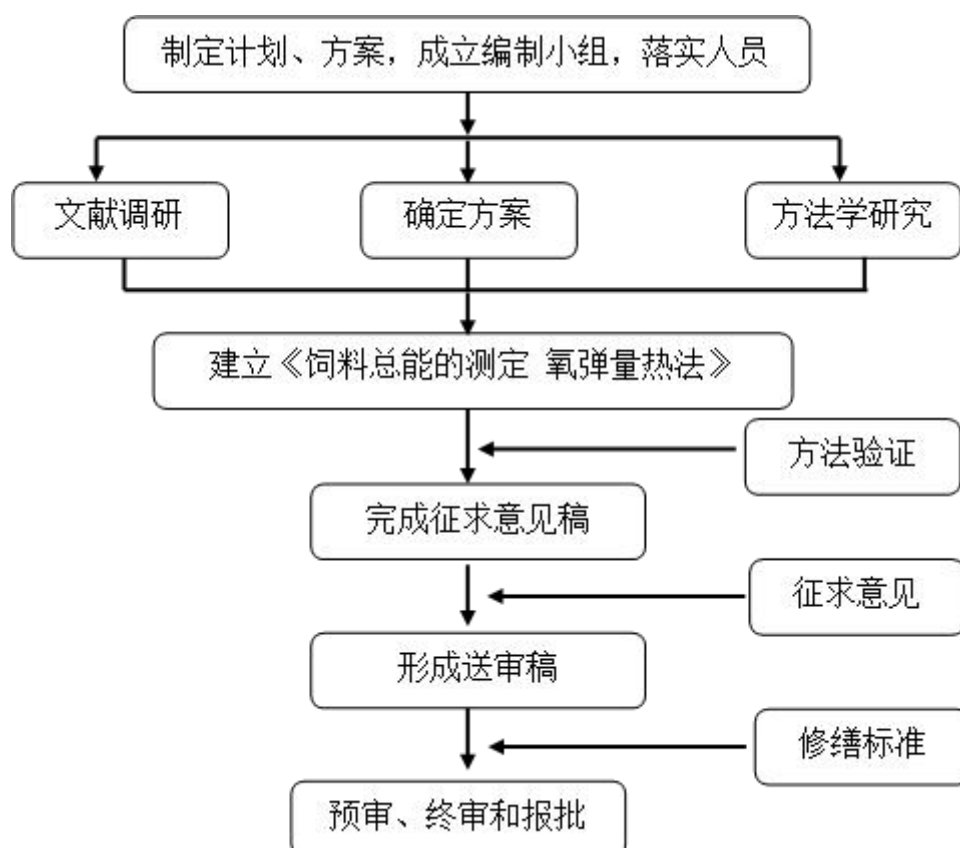 制定计划、方案，成立编制小组，落实人员
文献调研
确定方案
方法学研究
建立《饲料总能的测定 氧弹量热法》
方法验证
完成征求意见稿
征求意见
形成送审稿
修缮标准
预审、终审和报批